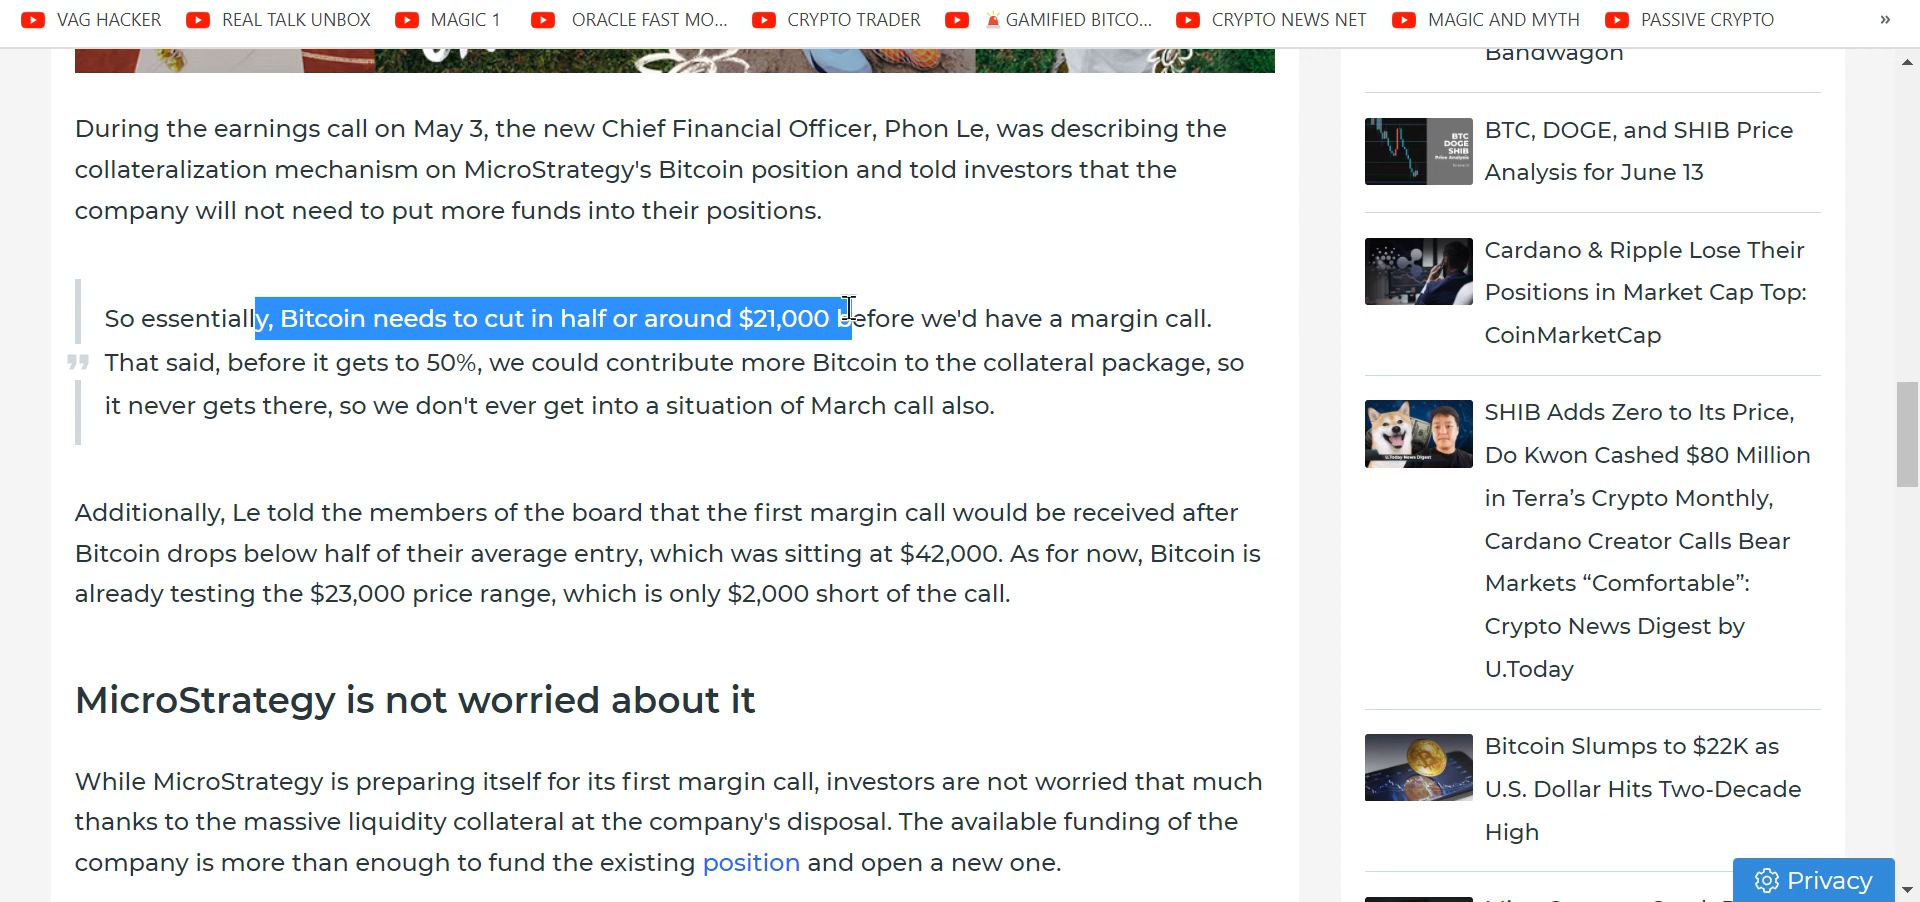 VAG HACKER
REAL TALK UNBOX
MAGIC 1
ORACLE FAST MO...
CRYPTO TRADER
GAMIFIED BITCO...
CRYPTO NEWS NET
MAGIC AND MYTH
PASSIVE CRYPTO
»
During the earnings call on May 3, the new Chief Financial Officer, Phon Le, was describing the
collateralization mechanism on MicroStrategy's Bitcoin position and told investors that the
company will not need to put more funds into their positions.
So essentially, Bitcoin needs to cut in half or around $21,000 before we'd have a margin call.
That said, before it gets to 50%, we could contribute more Bitcoin to the collateral package, so
it never gets there, so we don't ever get into a situation of March call also.
Additionally, Le told the members of the board that the first margin call would be received after
Bitcoin drops below half of their average entry, which was sitting at $42,000. As for now, Bitcoin is
already testing the $23,000 price range, which is only $2,000 short of the call.
MicroStrategy is not worried about it
While MicroStrategy is preparing itself for its first margin call, investors are not worried that much
thanks to the massive liquidity collateral at the company's disposal. The available funding of the
company is more than enough to fund the existing position and open a new one.
Bandwagon
BTC
DOGE
SHIB
Price Analysis
BTC, DOGE, and SHIB Price
Analysis for June 13
Cardano & Ripple Lose Their
Positions in Market Cap Top:
CoinMarketCap
U.Today News Digest
SHIB Adds Zero to Its Price,
Do Kwon Cashed $80 Million
in Terra’s Crypto Monthly,
Cardano Creator Calls Bear
Markets “Comfortable”:
Crypto News Digest by
U.Today
Bitcoin Slumps to $22K as
U.S. Dollar Hits Two-Decade
High
Privacy